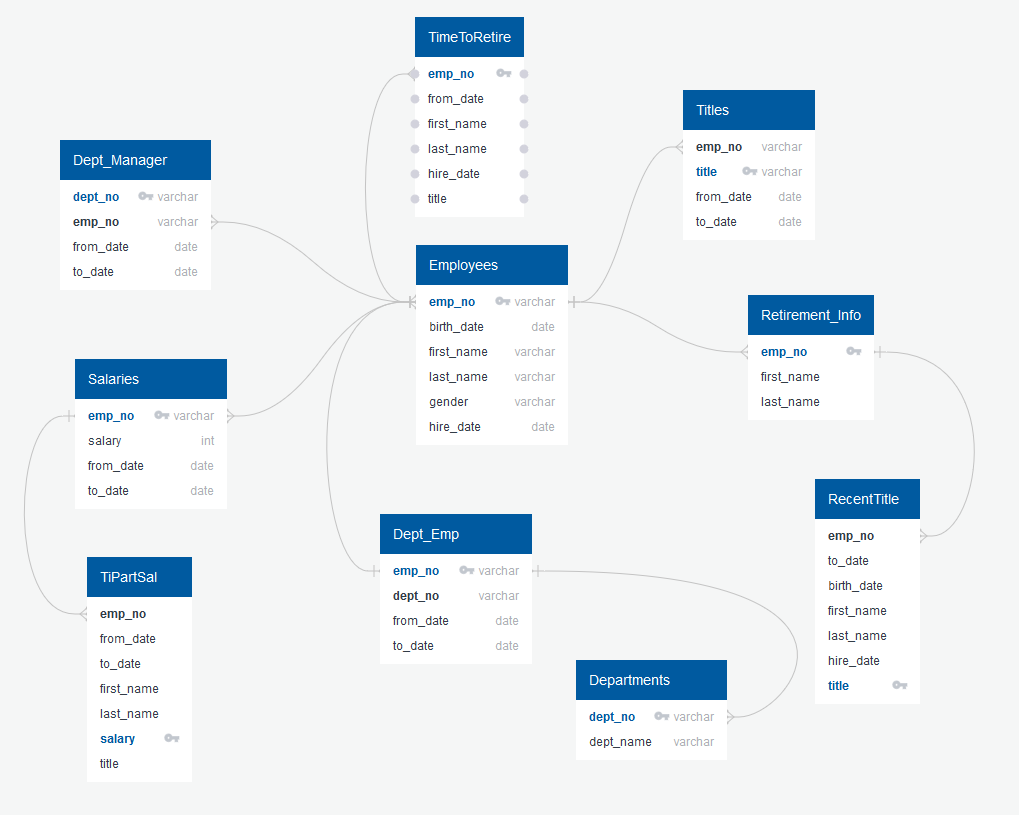 TimeToRetire
emp_no
from_date
first_name
last_name
hire_date
title
Titles
emp_no varchar
title varchar
from_date date
to_date date
Dept_Manager
dept_no varchar
emp_no varchar
from_date date
to_date date
Employees
emp_no varchar
birth_date date
first_name varchar
last_name varchar
gender varchar
hire_date date
Retirement_Info
emp_no
first_name
last_name
Salaries
emp_no varchar
salary int
from_date date
to_date date
RecentTitle
emp_no
to_date
birth_date
first_name
last_name
hire_date
title
Dept_Emp
emp_no varchar
dept_no varchar
from_date date
to_date date
TiPartSal
emp_no
from_date
to_date
first_name
last_name
salary
title
Departments
dept_no varchar
dept_name varchar